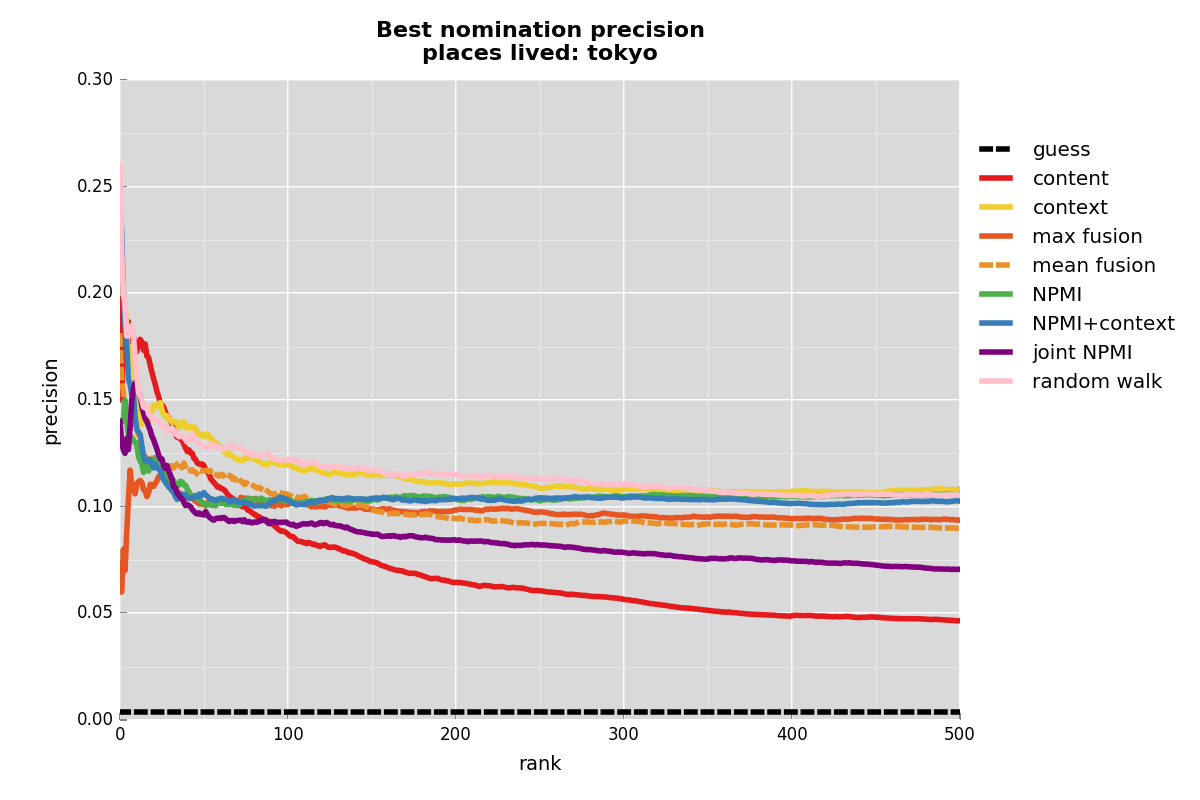 Best nomination precision
places lived: tokyo
0.30
0.25
0.20
0.15
0.10
0.05
0.00
precision
0 100 200 300 400 500
rank
guess
content
context
max fusion
mean fusion
NPMI
NPMI+context
joint NPMI
random walk